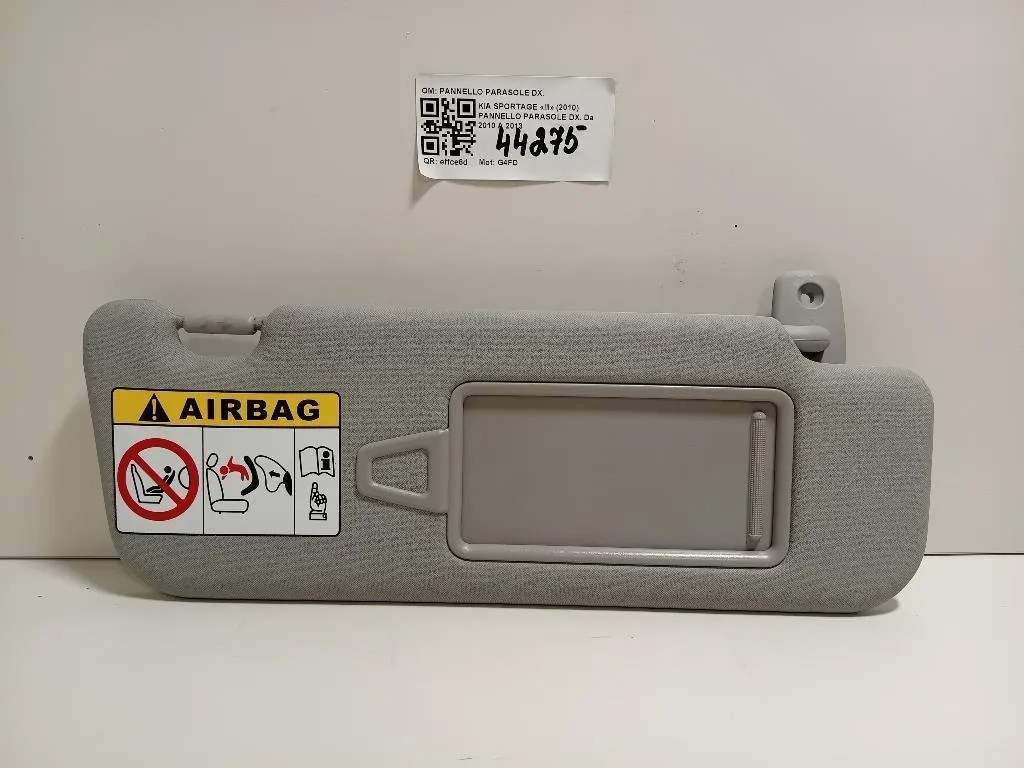 OM: PANNELLO PARASOLE DX.
KIA SPORTAGE «III» (2010)
PANNELLO PARASOLE DX. Da
2010 A 2013
44275
QR: effce6d Mot: G4FD
AIRBAG